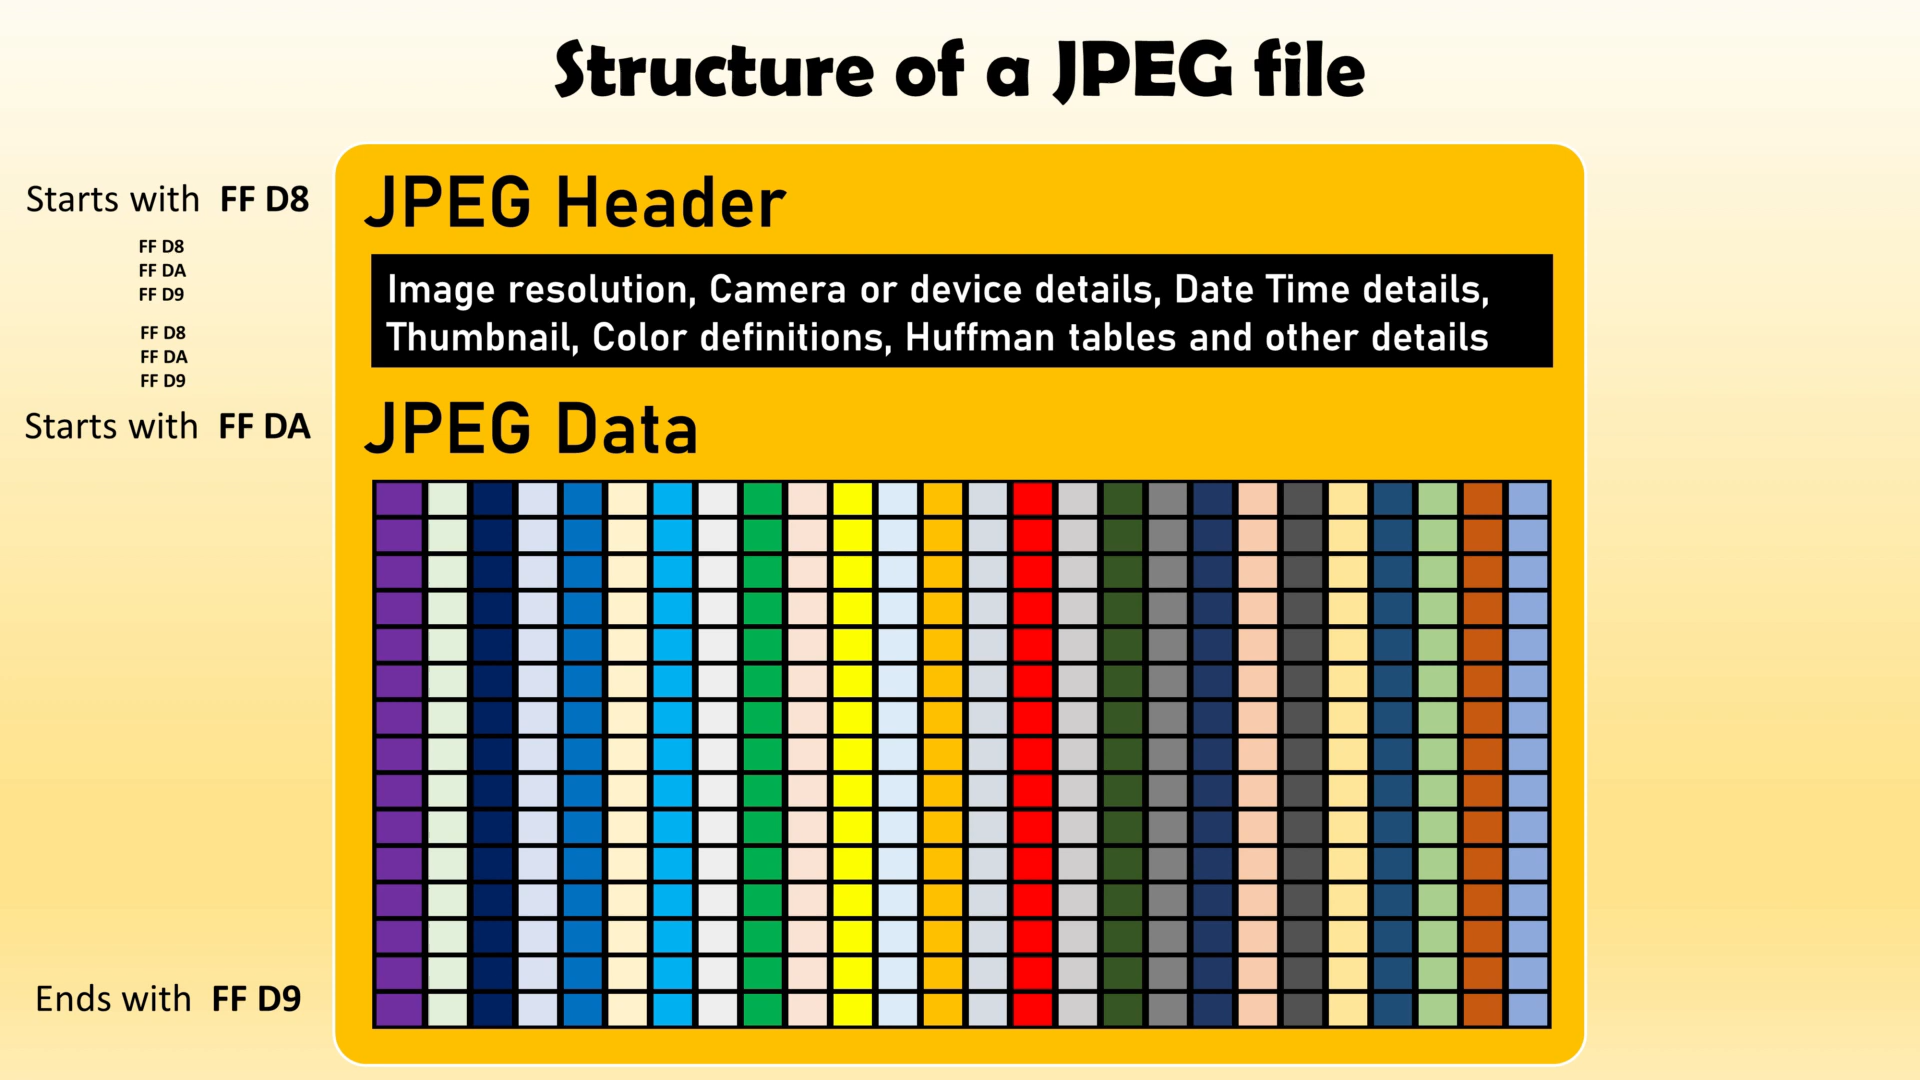 Structure of a JPEG file
Starts with FF D8
JPEG Header
FF D8
FF DA
FF D9
FF D8
FF DA
FF D9
Image resolution, Camera or device details, Date Time details,
Thumbnail, Color definitions, Huffman tables and other details
Starts with FF DA
JPEG Data
Ends with FF D9